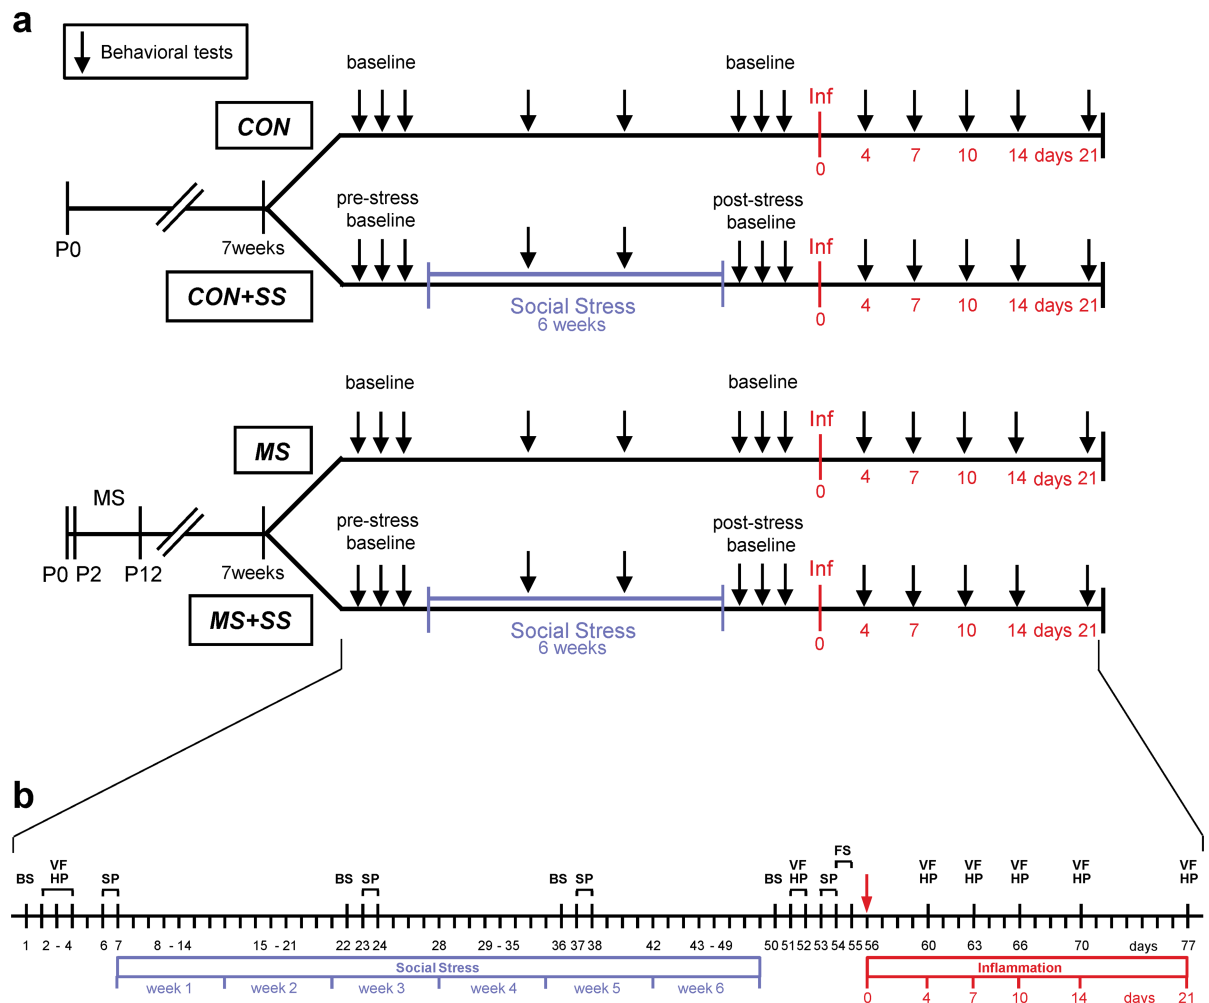 a
Behavioral tests
baseline
baseline
CON
Inf
0
4
7
10
14
days
21
P0
7weeks
pre-stress
baseline
post-stress
baseline
CON+SS
Inf
Social Stress
6 weeks
0
4
7
10
14
days
21
baseline
baseline
MS
Inf
0
4
7
10
14
days
21
MS
P0
P2
P12
7weeks
pre-stress
baseline
post-stress
baseline
MS+SS
Inf
Social Stress
6 weeks
0
4
7
10
14
days
21
b
BS
VF
HP
SP
BS
SP
BS
SP
BS
VF
HP
SP
FS
VF
HP
VF
HP
VF
HP
VF
HP
VF
HP
1 2 - 4 6 7 8 - 14 15 - 21 22 23 24 28 29 - 35 36 37 38 42 43 - 49 50 51 52 53 54 55 56 60 63 66 70 days 77
Social Stress
week 1 week 2 week 3 week 4 week 5 week 6
Inflammation
0 4 7 10 14 days 21